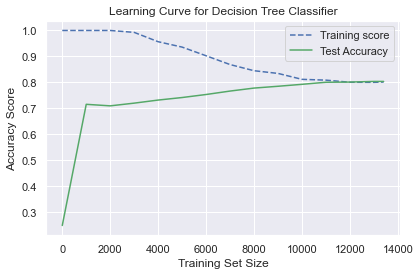 Learning Curve for Decision Tree Classifier
Training score
Test Accuracy
Accuracy Score
1.0
0.9
0.8
0.7
0.6
0.5
0.4
0.3
0 2000 4000 6000 8000 10000 12000 14000
Training Set Size